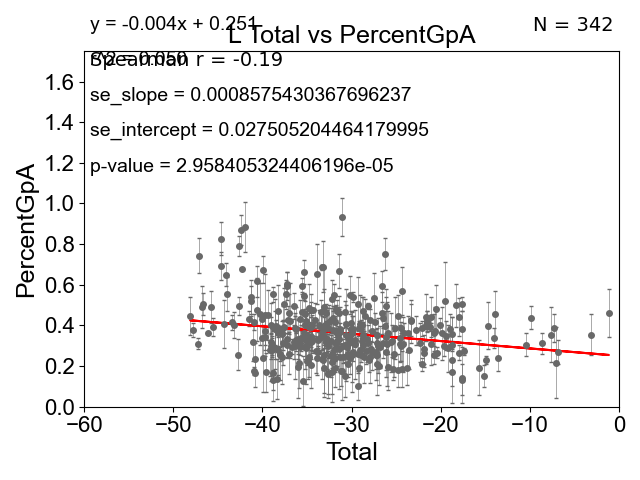 y = -0.004x + 0.251
N = 342
L Total vs PercentGpA
Spearman r = -0.19
se_slope = 0.0008575430367696237
se_intercept = 0.027505204464179995
p-value = 2.958405324406196e-05
PercentGpA
1.6
1.4
1.2
1.0
0.8
0.6
0.4
0.2
0.0
−60 −50 −40 −30 −20 −10 0
Total